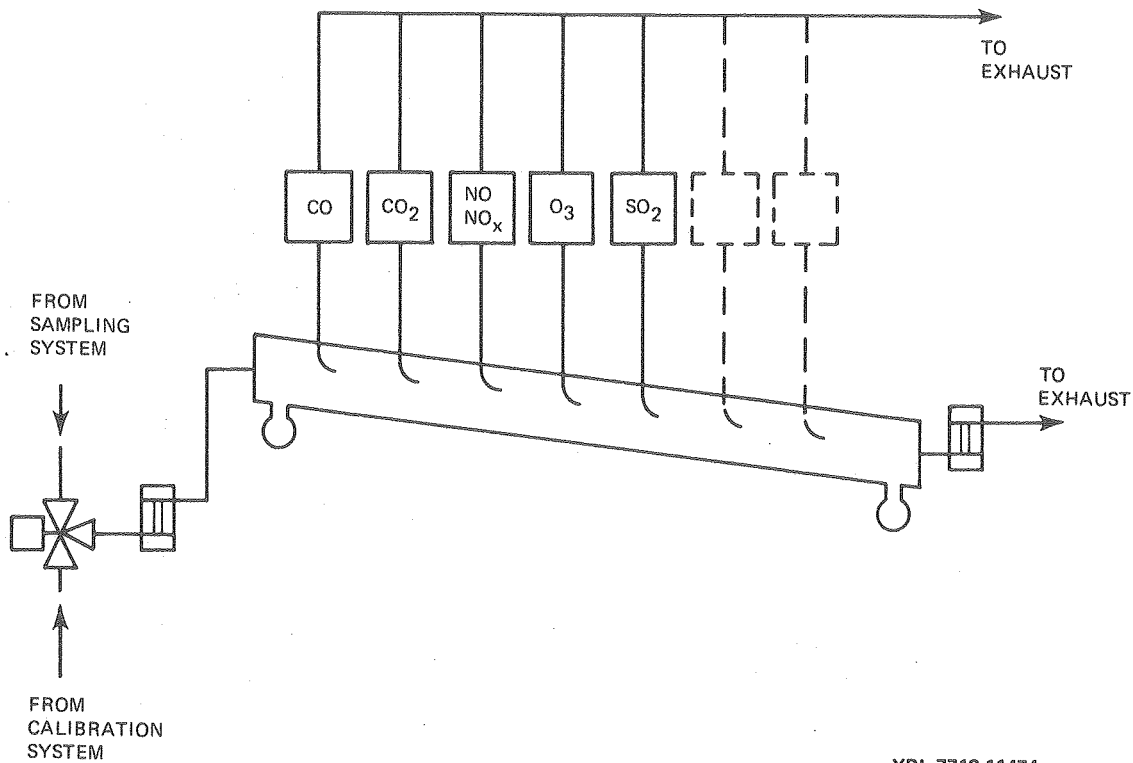 TO
EXHAUST
CO
CO₂
NO
NOₓ
O₃
SO₂
FROM
SAMPLING
SYSTEM
TO
EXHAUST
FROM
CALIBRATION
SYSTEM